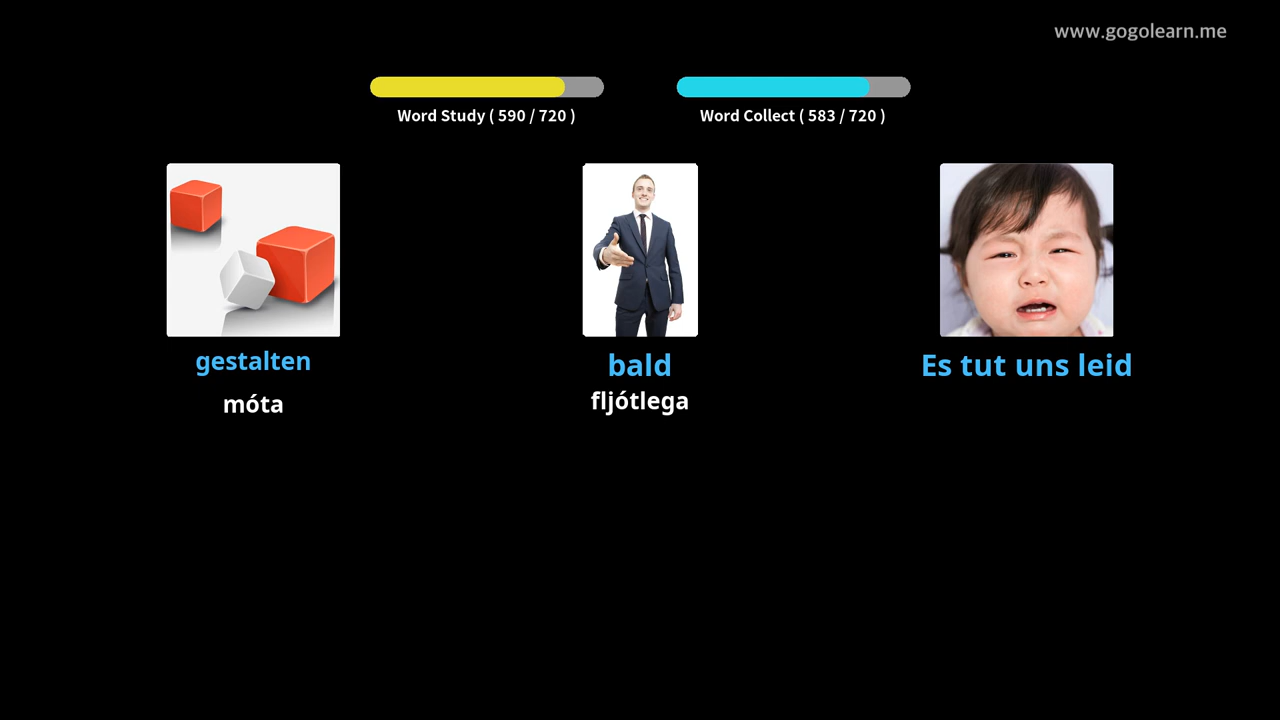 www.gogolearn.me
Word Study ( 590 / 720 )
Word Collect ( 583 / 720 )
gestalten
móta
bald
fljótlega
Es tut uns leid